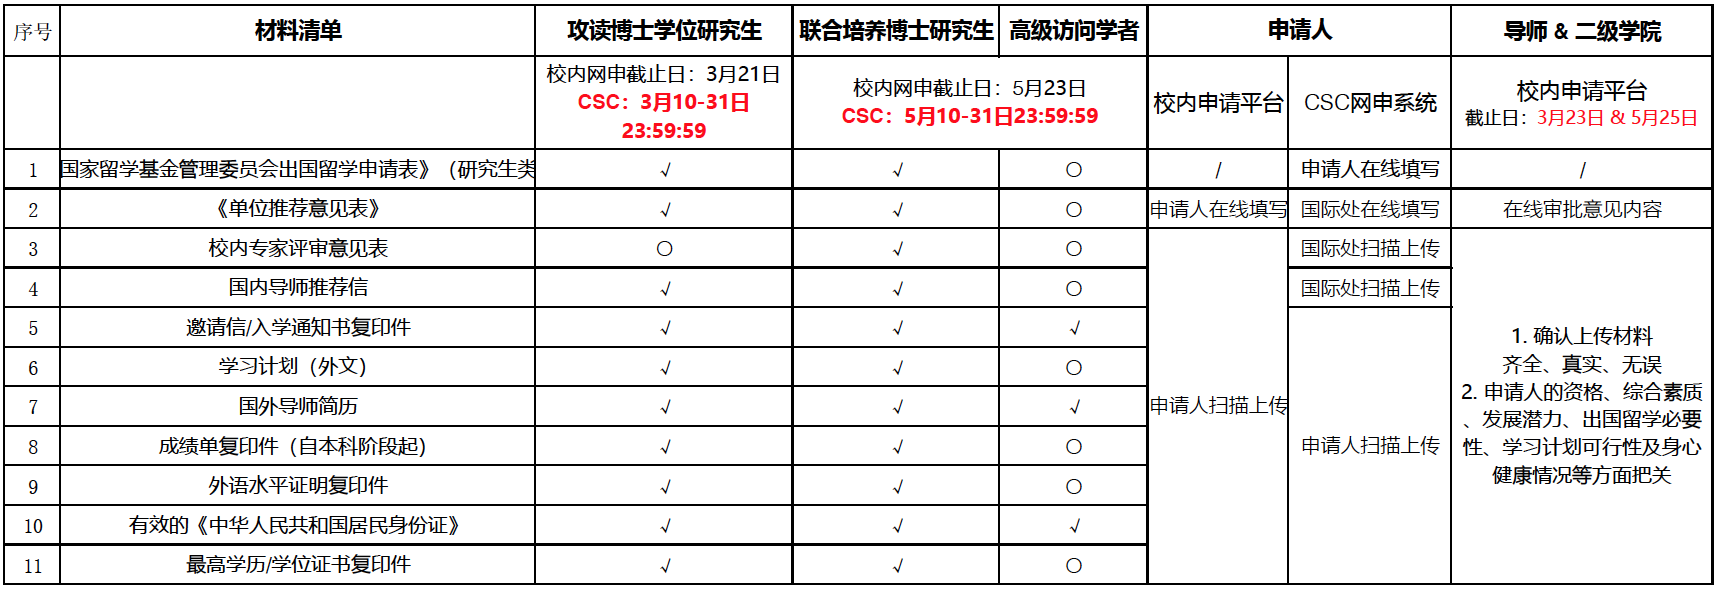 序号 材料清单 攻读博士学位研究生 联合培养博士研究生 高级访问学者 申请人 导师 & 二级学院
校内网申截止日：3月21日
CSC：3月10-31日
23:59:59
校内网申截止日：5月23日
CSC：5月10-31日23:59:59
校内申请平台 CSC网申系统
校内申请平台
截止日：3月23日 & 5月25日
1 国家留学基金管理委员会出国留学申请表》（研究生类 √ √ ○ / 申请人在线填写 /
2 《单位推荐意见表》 √ √ ○ 申请人在线填写 国际处在线填写 在线审批意见内容
3 校内专家评审意见表 ○ √ ○ 国际处扫描上传
4 国内导师推荐信 √ √ ○ 国际处扫描上传
5 邀请信/入学通知书复印件 √ √ √
6 学习计划（外文） √ √ ○
7 国外导师简历 √ √ √
8 成绩单复印件（自本科阶段起） √ √ ○
9 外语水平证明复印件 √ √ ○
10 有效的《中华人民共和国居民身份证》 √ √ √
11 最高学历/学位证书复印件 √ √ ○
申请人扫描上传
申请人扫描上传
1. 确认上传材料
齐全、真实、无误
2. 申请人的资格、综合素质
、发展潜力、出国留学必要
性、学习计划可行性及身心
健康情况等方面把关